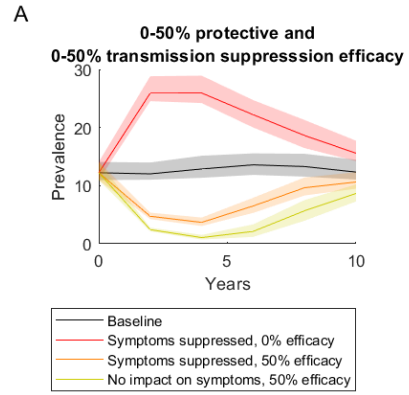 A
0-50% protective and
0-50% transmission suppresssion efficacy
30
20
10
0
Prevalence
0
5
10
Years
Baseline
Symptoms suppressed, 0% efficacy
Symptoms suppressed, 50% efficacy
No impact on symptoms, 50% efficacy